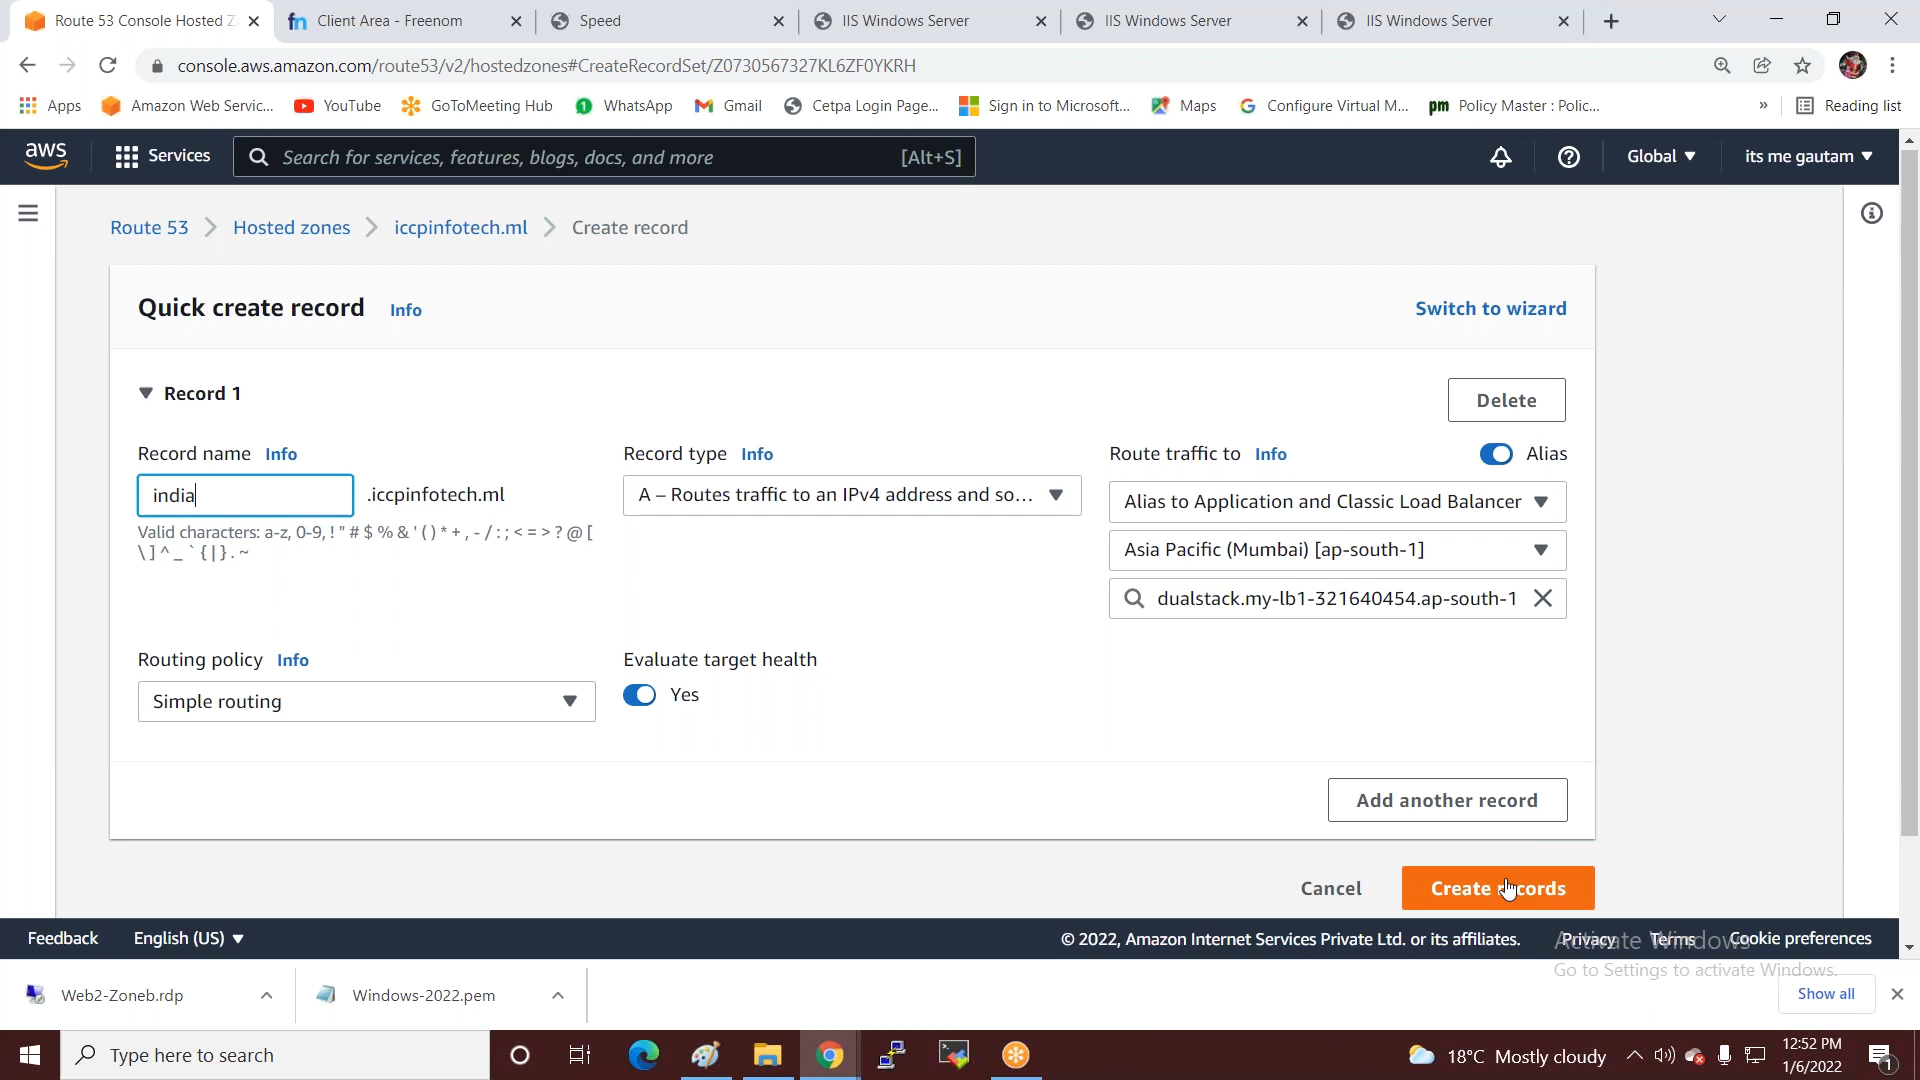 Route 53 Console Hosted Z
Client Area - Freenom
Speed
IIS Windows Server
IIS Windows Server
IIS Windows Server
console.aws.amazon.com/route53/v2/hostedzones#CreateRecordSet/Z0730567327KL6ZF0YKRH
Apps
Amazon Web Servic...
YouTube
GoToMeeting Hub
WhatsApp
Gmail
Cetpa Login Page...
Sign in to Microsoft...
Maps
Configure Virtual M...
pm Policy Master : Polic...
»
Reading list
aws
Services
Search for services, features, blogs, docs, and more [Alt+S]
Global
its me gautam
Route 53 > Hosted zones > iccpinfotech.ml > Create record
Quick create record Info
Switch to wizard
Record 1
Delete
Record name Info
india
.iccpinfotech.ml
Valid characters: a-z, 0-9, ! " # $ % & ' ( ) * + , - / : ; < = > ? @ [
\ ] ^ _ ` { | } . ~
Record type Info
A – Routes traffic to an IPv4 address and so...
Route traffic to Info
Alias
Alias to Application and Classic Load Balancer
Asia Pacific (Mumbai) [ap-south-1]
dualstack.my-lb1-321640454.ap-south-1
Routing policy Info
Simple routing
Evaluate target health
Yes
Add another record
Cancel
Create records
Feedback
English (US)
© 2022, Amazon Internet Services Private Ltd. or its affiliates.
Privacy
Terms
Cookie preferences
Activate Windows
Go to Settings to activate Windows.
Web2-Zoneb.rdp
Windows-2022.pem
Show all
Type here to search
18°C Mostly cloudy
12:52 PM
1/6/2022
1